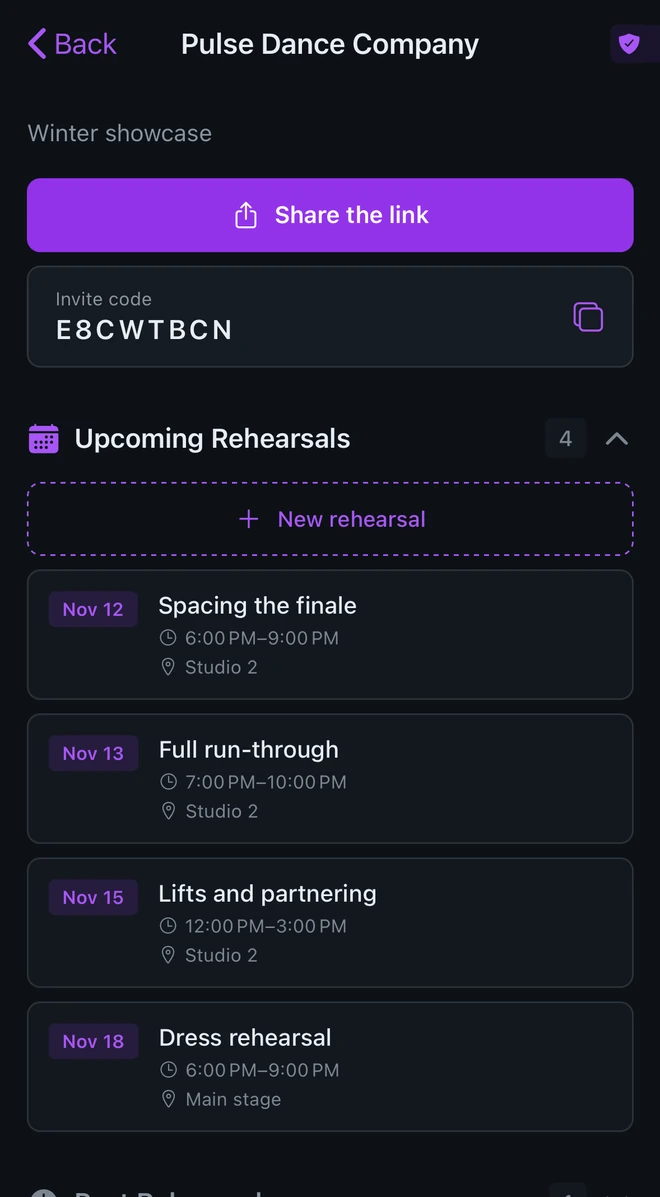 Back
Pulse Dance Company
Winter showcase
Share the link
Invite code
E8CWTBCN
Upcoming Rehearsals
4
New rehearsal
Nov 12
Spacing the finale
6:00 PM–9:00 PM
Studio 2
Nov 13
Full run-through
7:00 PM–10:00 PM
Studio 2
Nov 15
Lifts and partnering
12:00 PM–3:00 PM
Studio 2
Nov 18
Dress rehearsal
6:00 PM–9:00 PM
Main stage